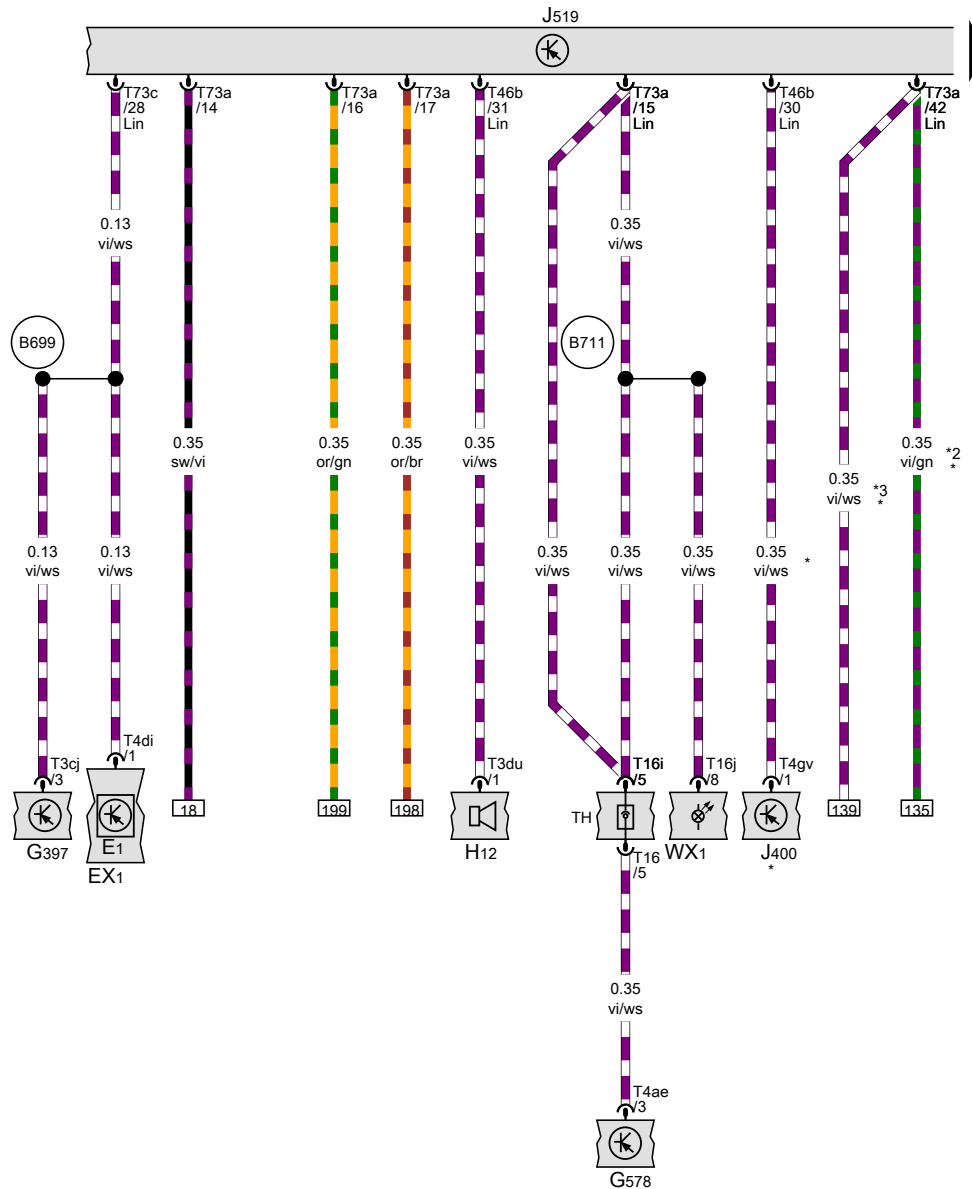 J519
T73c
/28
Lin
T73a
/14
T73a
/16
T73a
/17
T46b
/31
Lin
T73a
/15
Lin
T46b
/30
Lin
T73a
/42
Lin
0.13
vi/ws
0.35
vi/ws
B699
B711
0.35
sw/vi
0.35
or/gn
0.35
or/br
0.35
vi/ws
0.35
vi/gn
*2
*
0.35
vi/ws
*3
*
0.13
vi/ws
0.13
vi/ws
0.35
vi/ws
0.35
vi/ws
0.35
vi/ws
0.35
vi/ws
*
T3cj
/3
T4di
/1
T3du
/1
T16i
/5
T16j
/8
T4gv
/1
18
199
198
139
135
TH
G397
E1
EX1
H12
T16
/5
WX1
J400
*
0.35
vi/ws
T4ae
/3
G578